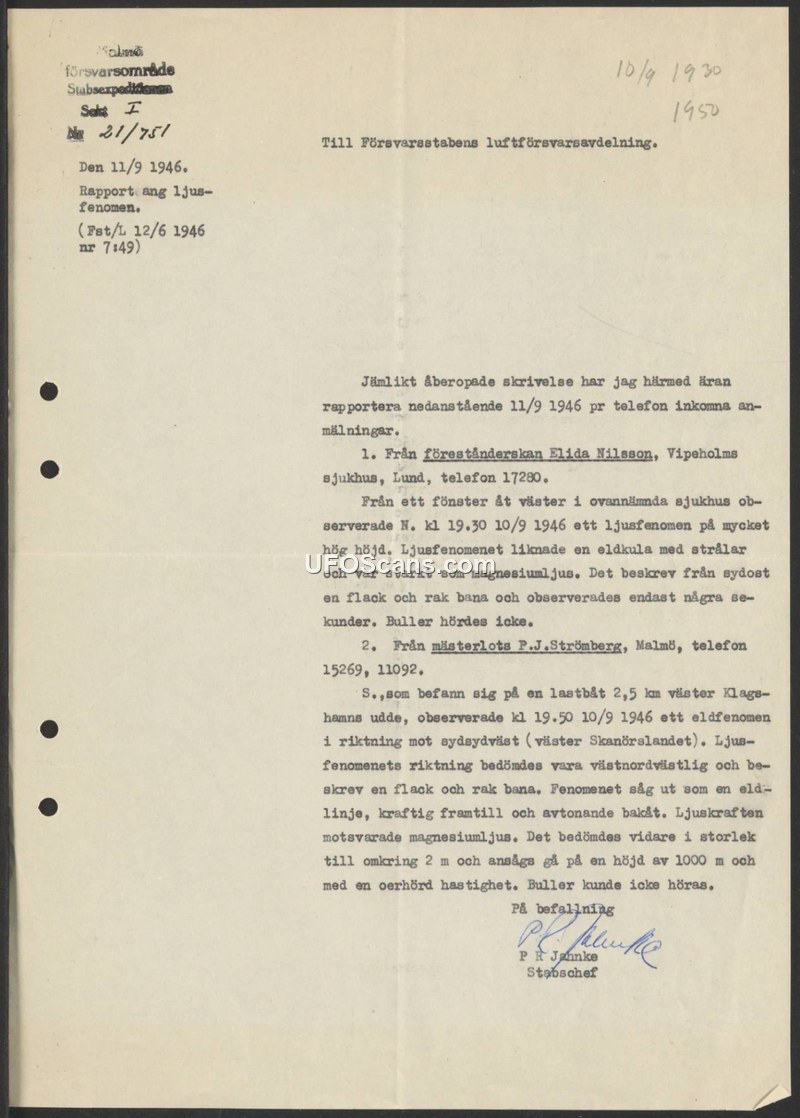 Malmö
försvarsområde
Stabsexpeditionen
Sekt I
Nr 21/751
10/9 1930
1950
Till Försvarsstabens luftförsvarsavdelning.
Den 11/9 1946.
Rapport ang ljus-
fenomen.
(Fst/L 12/6 1946
nr 7:49)
Jämlikt åberopade skrivelse har jag härmed äran
rapportera nedanstående 11/9 1946 pr telefon inkomna an-
mälningar.
1. Från föreståndarskan Elida Nilsson, Vipeholms
sjukhus, Lund, telefon 17280.
Från ett fönster åt väster i ovannämnda sjukhus ob-
serverade N. kl 19.30 10/9 1946 ett ljusfenomen på mycket
hög höjd. Ljusfenomenet liknade en eldkula med strålar
UFOScans.com
och var starkt som magnesiumljus. Det beskrev från sydost
en flack och rak bana och observerades endast några se-
kunder. Buller hördes icke.
2. Från mästerlots P.J.Strömberg, Malmö, telefon
15269, 11092.
S.,som befann sig på en lastbåt 2,5 km väster Klags-
hamns udde, observerade kl 19.50 10/9 1946 ett eldfenomen
i riktning mot sydsydväst (väster Skanörslandet). Ljus-
fenomenets riktning bedömdes vara västnordvästlig och be-
skrev en flack och rak bana. Fenomenet såg ut som en eld-
linje, kraftig framtill och avtonande bakåt. Ljuskraften
motsvarade magnesiumljus. Det bedömdes vidare i storlek
till omkring 2 m och ansågs gå på en höjd av 1000 m och
med en oerhörd hastighet. Buller kunde icke höras.
På befallning
P R Jahnke
P R Jahnke
Stabschef